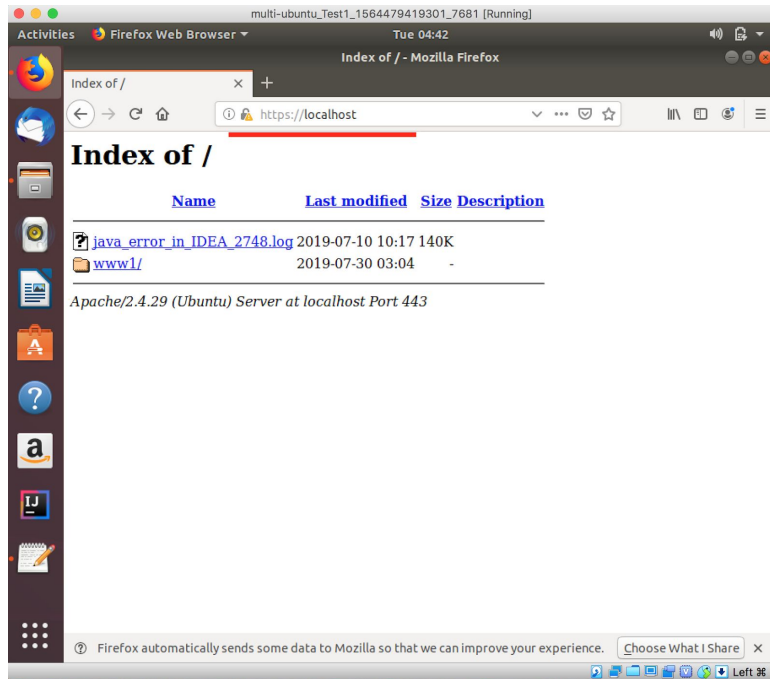 multi-ubuntu_Test1_1564479419301_7681 [Running]
Activities Firefox Web Browser Tue 04:42
Index of / - Mozilla Firefox
Index of /
https://localhost
Index of /
Name Last modified Size Description
java_error_in_IDEA_2748.log 2019-07-10 10:17 140K
www1/ 2019-07-30 03:04 -
Apache/2.4.29 (Ubuntu) Server at localhost Port 443
Firefox automatically sends some data to Mozilla so that we can improve your experience. Choose What I Share
Left ⌘